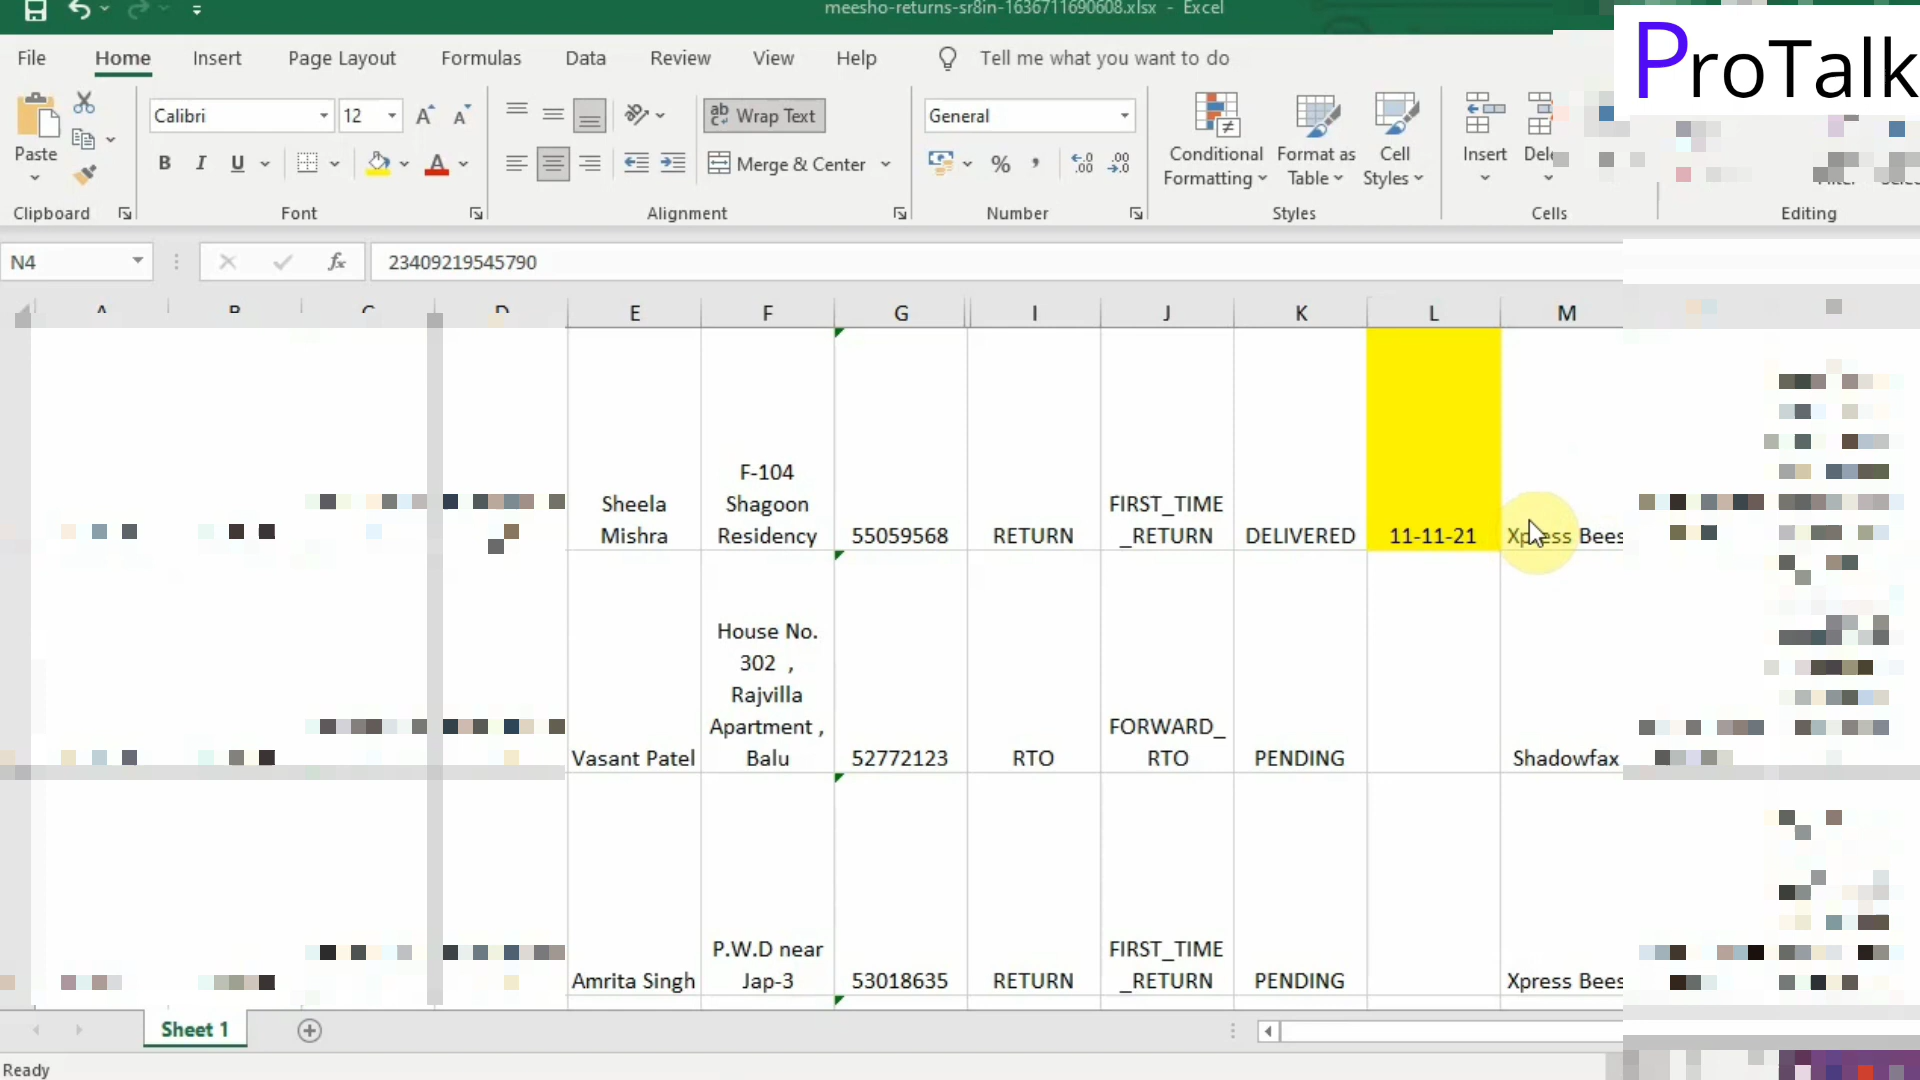 meesho-returns-sr8in-1636711690608.xlsx - Excel
ProTalk
File Home Insert Page Layout Formulas Data Review View Help Tell me what you want to do
Calibri 12 Wrap Text General
Paste B I U Merge & Center % , Conditional Formatting Format as Table Cell Styles Insert
Clipboard Font Alignment Number Styles Cells Editing
N4 fx 23409219545790
E F G I J K L M
Sheela Mishra
F-104 Shagoon Residency
55059568
RETURN
FIRST_TIME
_RETURN
DELIVERED
11-11-21
Xpress Bees
Vasant Patel
House No.
302 ,
Rajvilla
Apartment ,
Balu
52772123
RTO
FORWARD_
RTO
PENDING
Shadowfax
Amrita Singh
P.W.D near
Jap-3
53018635
RETURN
FIRST_TIME
_RETURN
PENDING
Xpress Bees
Sheet 1
Ready